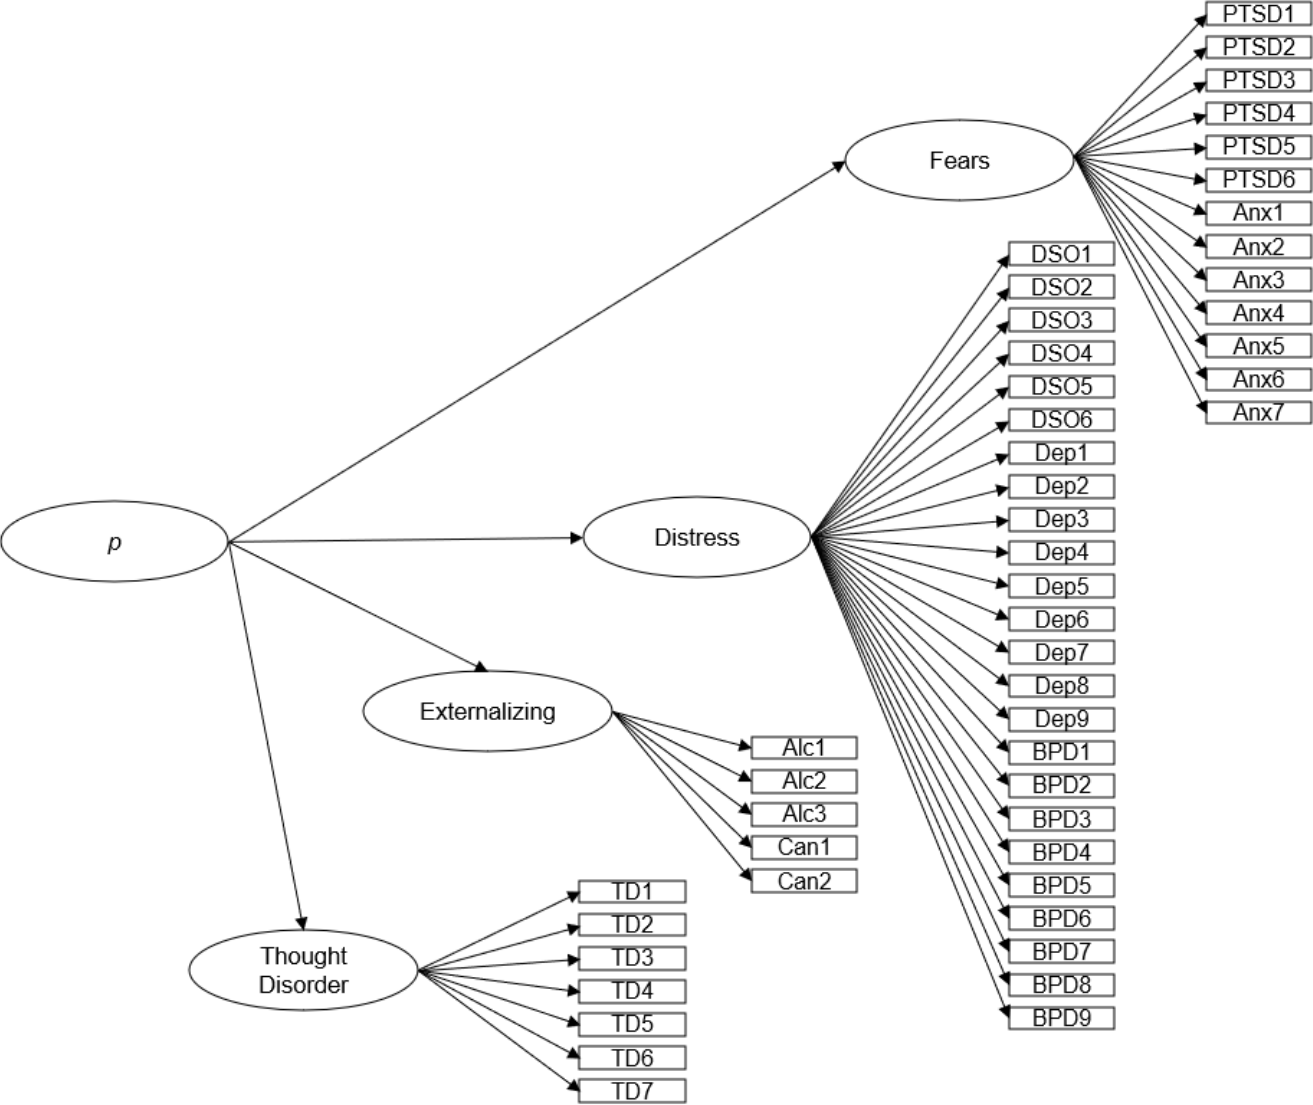 PTSD1
PTSD2
PTSD3
PTSD4
PTSD5
PTSD6
Anx1
Anx2
Anx3
Anx4
Anx5
Anx6
Anx7
Fears
DSO1
DSO2
DSO3
DSO4
DSO5
DSO6
Dep1
Dep2
Dep3
Dep4
Dep5
Dep6
Dep7
Dep8
Dep9
BPD1
BPD2
BPD3
BPD4
BPD5
BPD6
BPD7
BPD8
BPD9
Distress
p
Externalizing
Alc1
Alc2
Alc3
Can1
Can2
Thought
Disorder
TD1
TD2
TD3
TD4
TD5
TD6
TD7